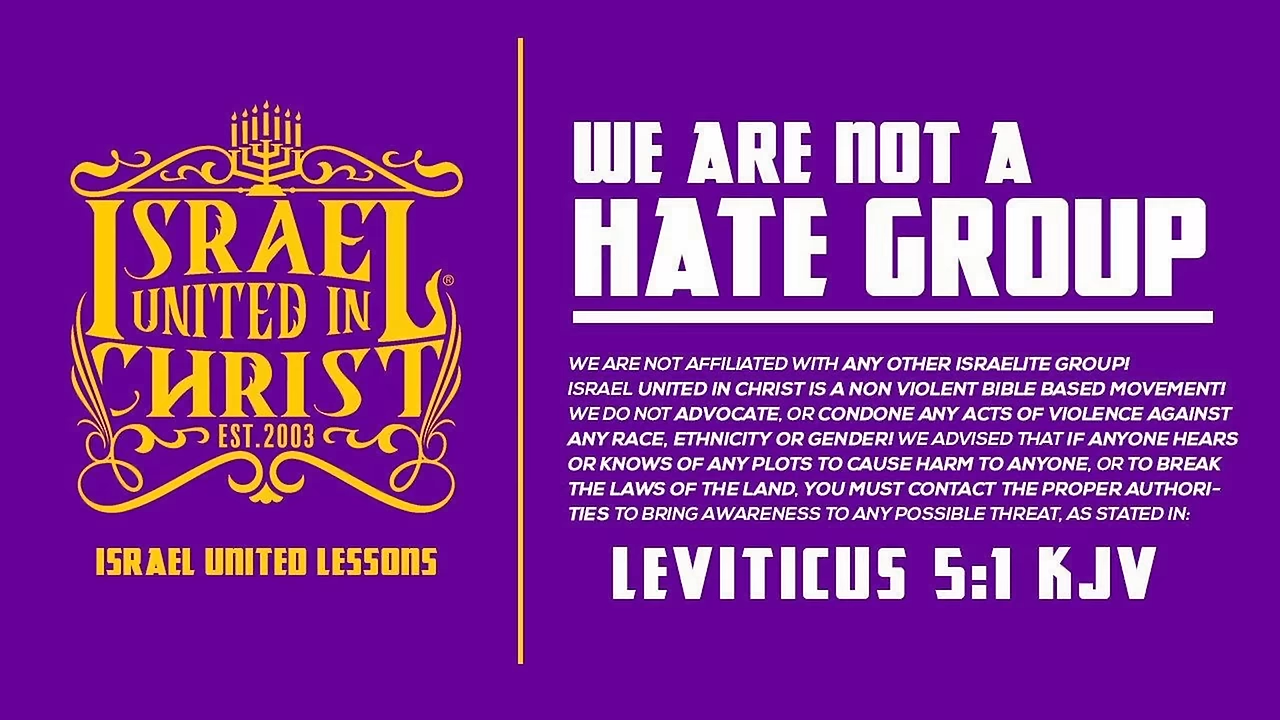 ISRAEL
UNITED IN
CHRIST
®
EST.2003
ISRAEL UNITED LESSONS
WE ARE NOT A
HATE GROUP
WE ARE NOT AFFILIATED WITH ANY OTHER ISRAELITE GROUP!
ISRAEL UNITED IN CHRIST IS A NON VIOLENT BIBLE BASED MOVEMENT!
WE DO NOT ADVOCATE, OR CONDONE ANY ACTS OF VIOLENCE AGAINST
ANY RACE, ETHNICITY OR GENDER! WE ADVISED THAT IF ANYONE HEARS
OR KNOWS OF ANY PLOTS TO CAUSE HARM TO ANYONE, OR TO BREAK
THE LAWS OF THE LAND, YOU MUST CONTACT THE PROPER AUTHORI-
TIES TO BRING AWARENESS TO ANY POSSIBLE THREAT, AS STATED IN:
LEVITICUS 5:1 KJV